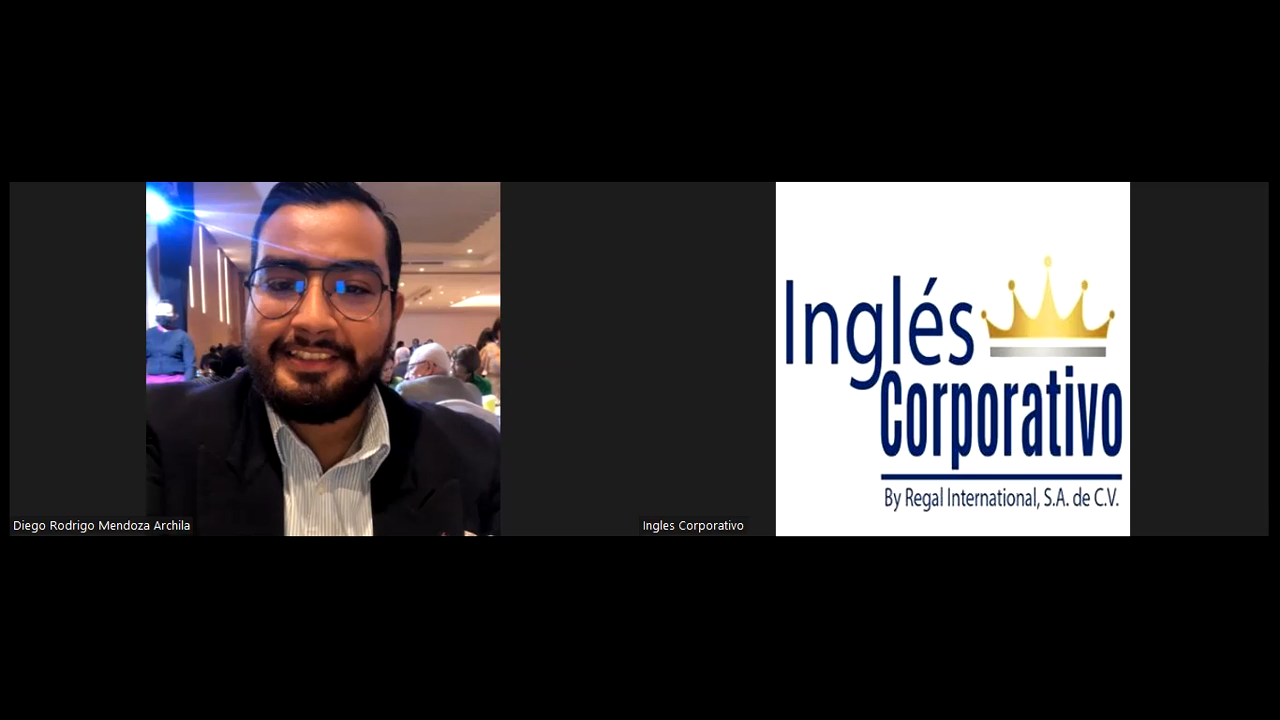 Inglés
Corporativo
By Regal International, S.A. de C.V.
Diego Rodrigo Mendoza Archila
Ingles Corporativo